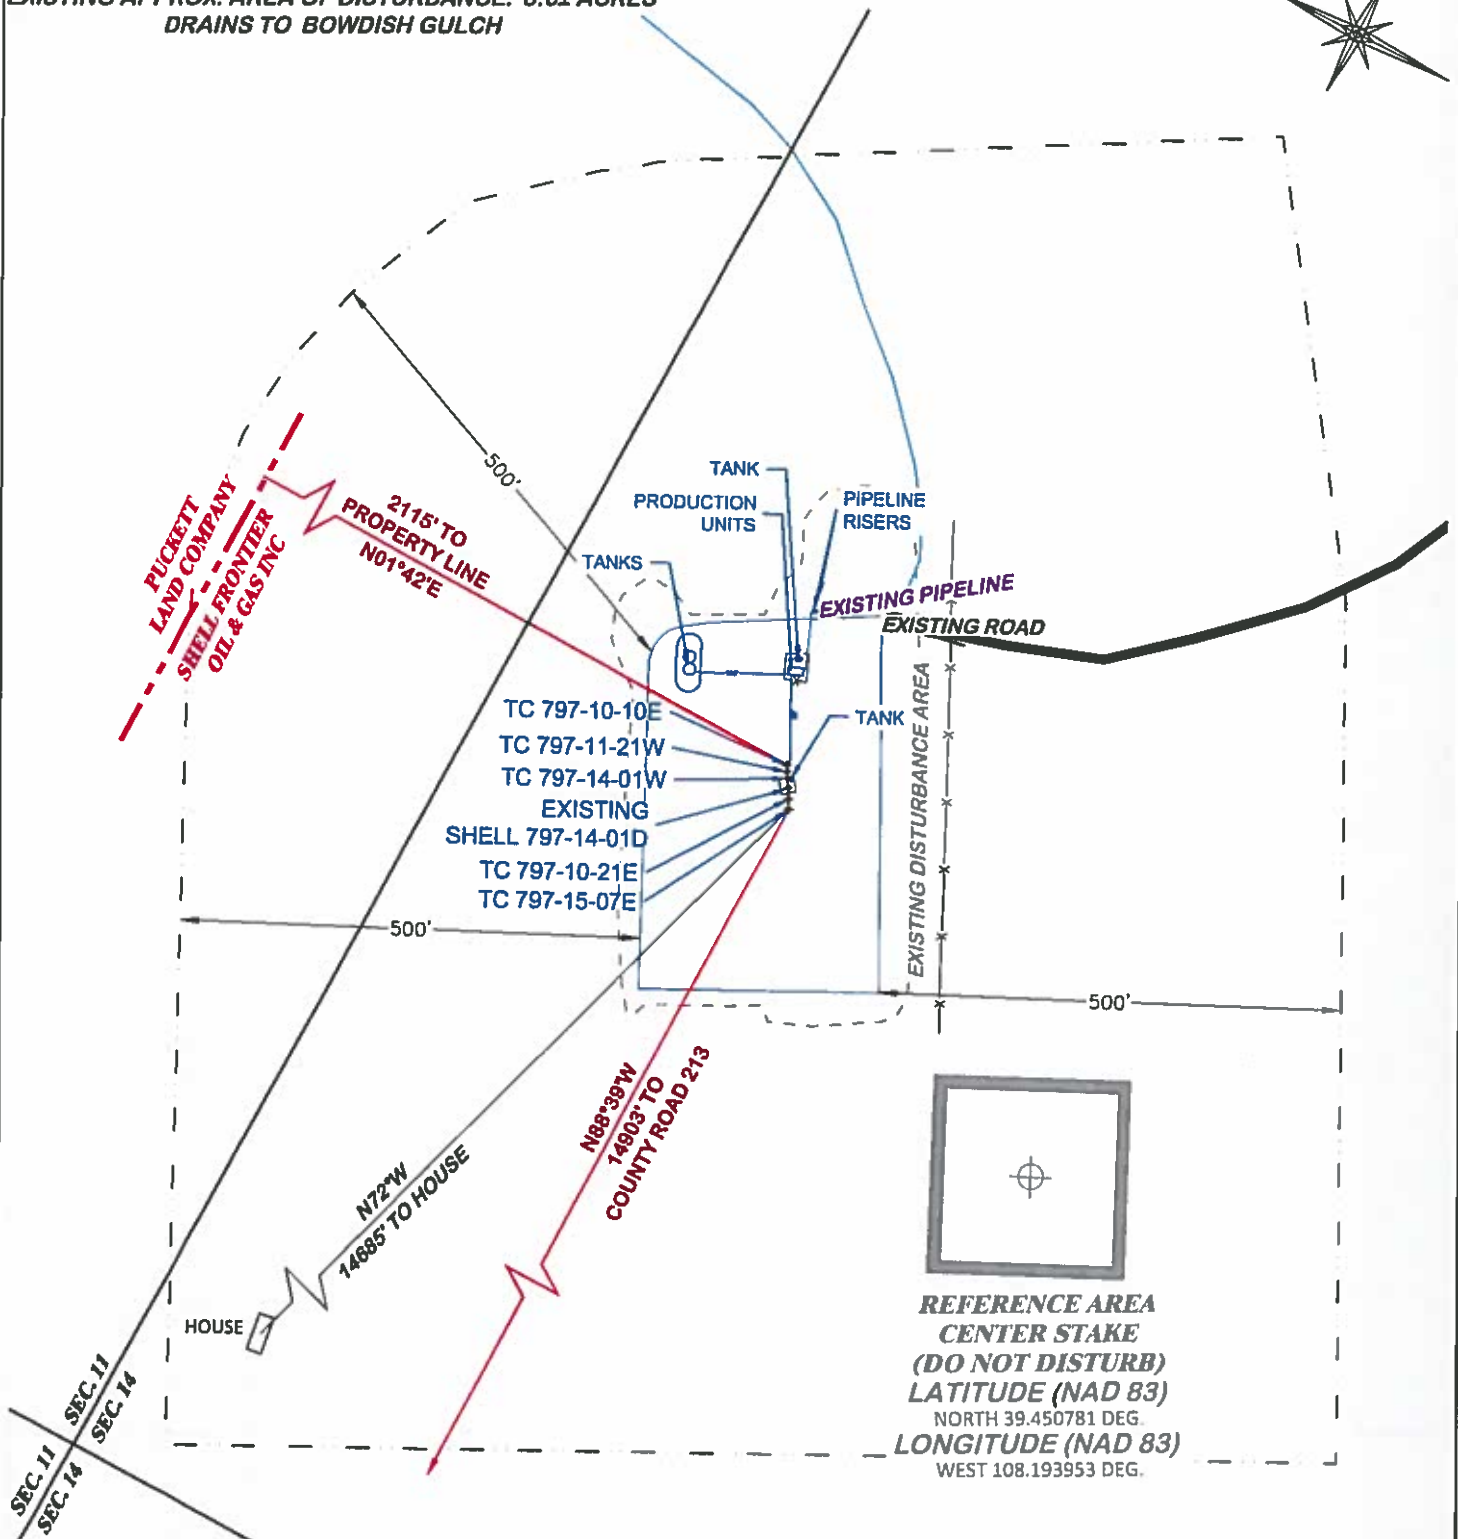 DRAINS TO BOWDISH GULCH
500'
PUCKETT
LAND COMPANY
SHELL FRONTIER
OIL & GAS INC
2115' TO
PROPERTY LINE
N01°42'E
TANK
PRODUCTION
UNITS
PIPELINE
RISERS
TANKS
EXISTING PIPELINE
EXISTING ROAD
TC 797-10-10E
TC 797-11-21W
TC 797-14-01W
EXISTING
SHELL 797-14-01D
TC 797-10-21E
TC 797-15-07E
TANK
EXISTING DISTURBANCE AREA
500'
500'
N88°39'W
14903' TO
COUNTY ROAD 213
N72°W
14685' TO HOUSE
HOUSE
SEC. 11
SEC. 14
SEC. 11
SEC. 14
REFERENCE AREA
CENTER STAKE
(DO NOT DISTURB)
LATITUDE (NAD 83)
NORTH 39.450781 DEG.
LONGITUDE (NAD 83)
WEST 108.193953 DEG.